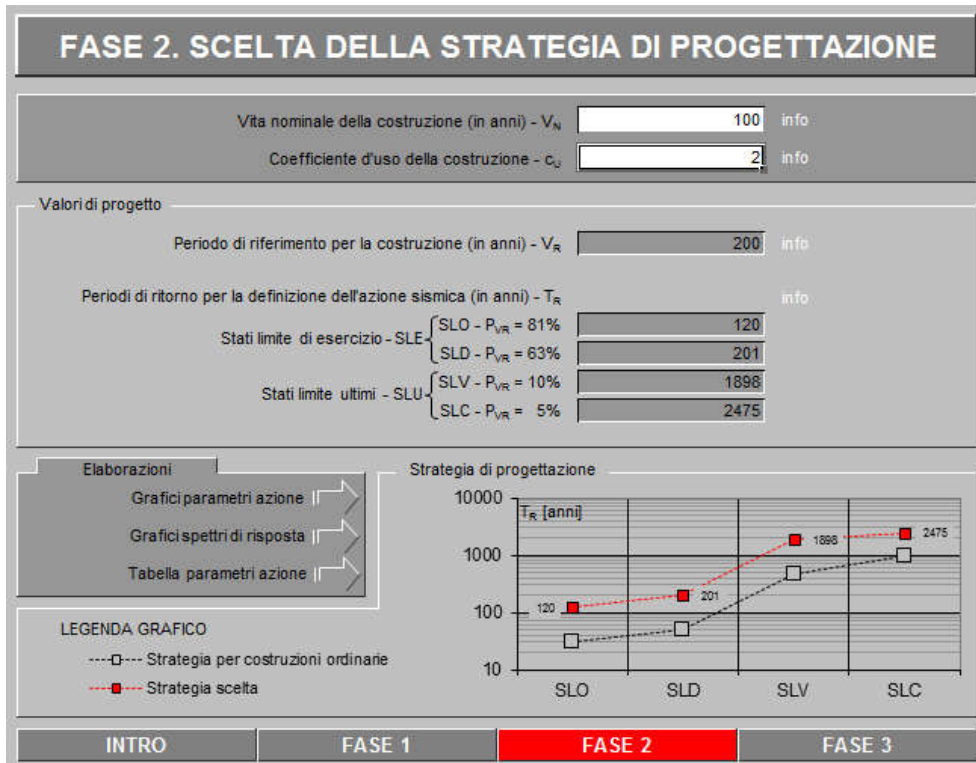 FASE 2. SCELTA DELLA STRATEGIA DI PROGETTAZIONE
Vita nominale della costruzione (in anni) - VN 100 info
Coefficiente d'uso della costruzione - cU 2 info
Valori di progetto
Periodo di riferimento per la costruzione (in anni) - VR 200 info
Periodi di ritorno per la definizione dell'azione sismica (in anni) - TR info
Stati limite di esercizio - SLE
SLO - PVR = 81% 120
SLD - PVR = 63% 201
Stati limite ultimi - SLU
SLV - PVR = 10% 1898
SLC - PVR = 5% 2475
Elaborazioni
Grafici parametri azione
Grafici spettri di risposta
Tabella parametri azione
Strategia di progettazione
TR [anni]
10000
1000
100
10
120
201
1898
2475
SLO SLD SLV SLC
LEGENDA GRAFICO
Strategia per costruzioni ordinarie
Strategia scelta
INTRO FASE 1 FASE 2 FASE 3